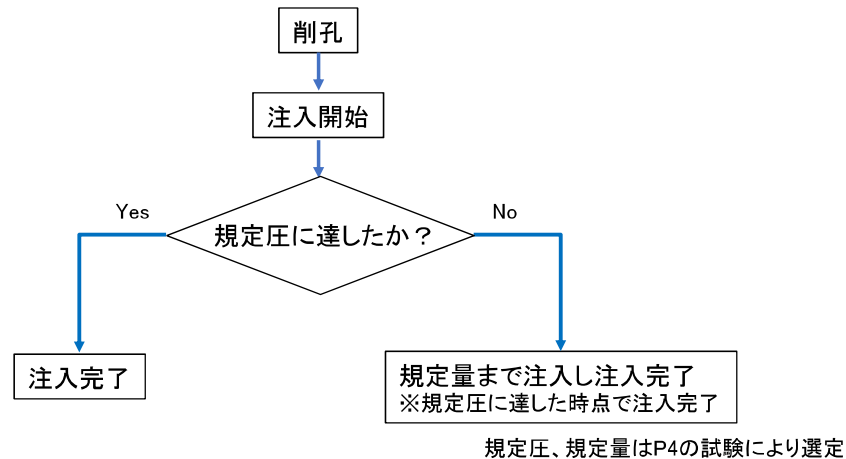 削孔
注入開始
規定圧に達したか？
Yes
No
注入完了
規定量まで注入し注入完了
※規定圧に達した時点で注入完了
規定圧、規定量はP4の試験により選定